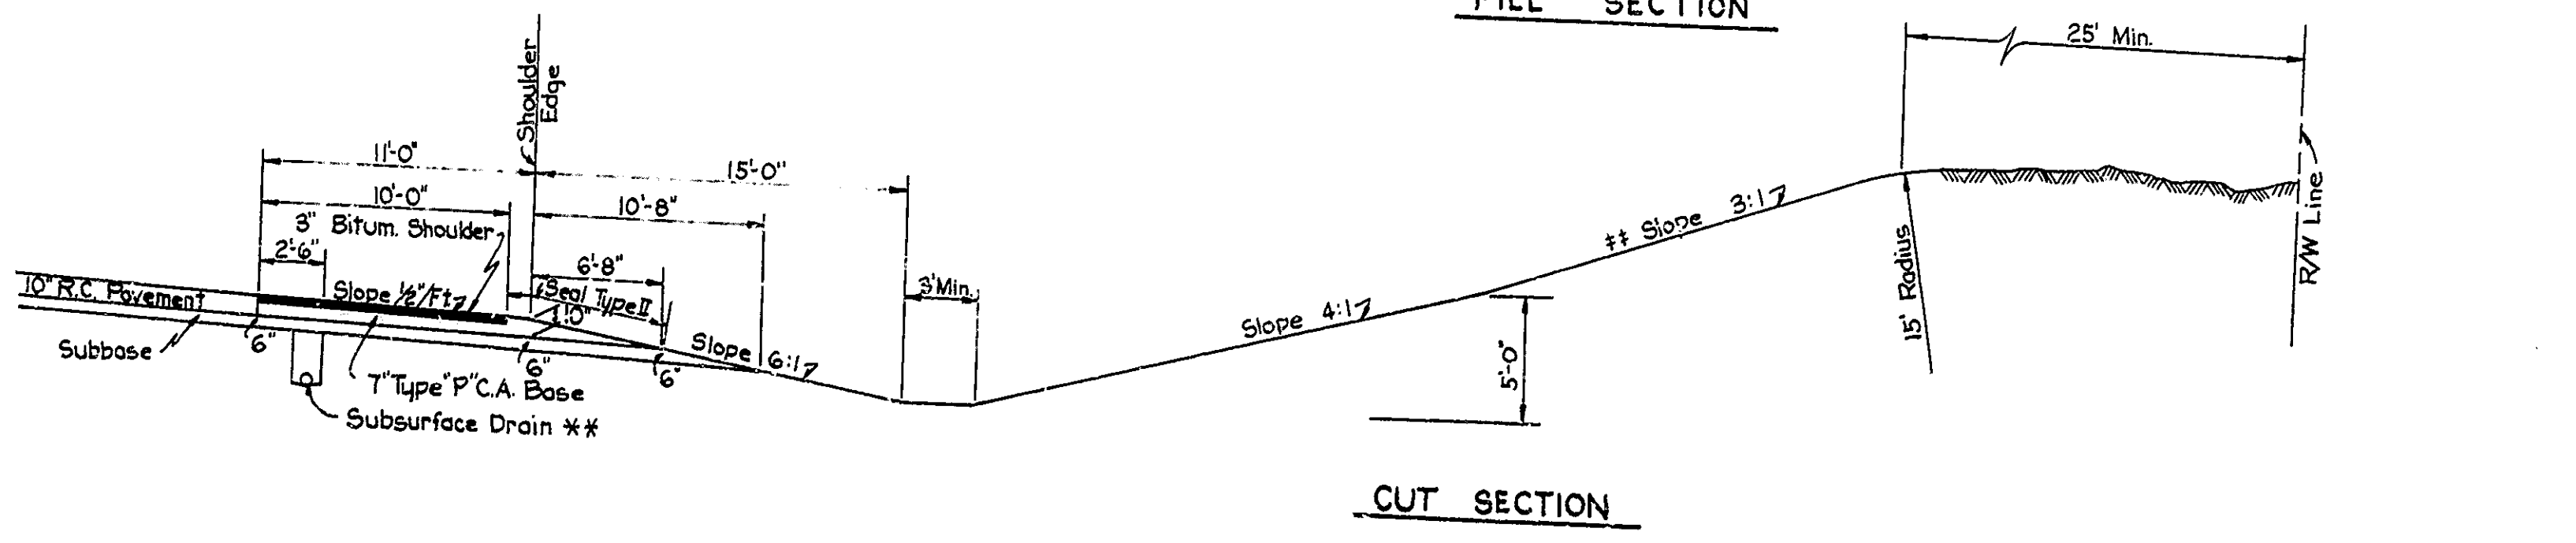 FILL SECTION
25' Min.
Shoulder
Edge
11'-0"
15'-0"
10'-0"
10'-8"
3" Bitum. Shoulder
2'-6"
6'-8"
Seal Type II
10" R.C. Pavement
Slope 1/2"/Ft
1'-0"
3' Min.
Subbase
6"
6"
6"
Slope 6:1
7" Type "P" C.A. Base
Subsurface Drain **
Slope 4:1
5'-0"
Slope 3:1
15' Radius
R/W Line
CUT SECTION